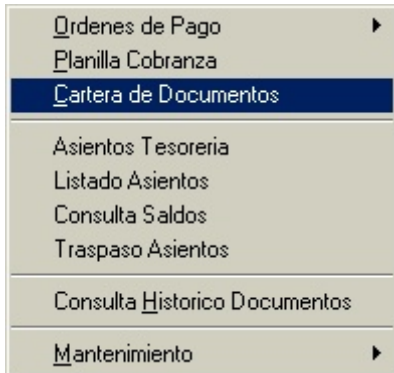 Ordenes de Pago
Planilla Cobranza
Cartera de Documentos
Asientos Tesoreria
Listado Asientos
Consulta Saldos
Traspaso Asientos
Consulta Historico Documentos
Mantenimiento